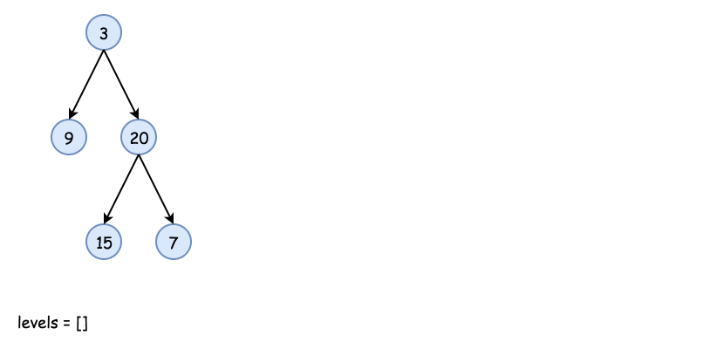 3
9 20
15 7
levels = []